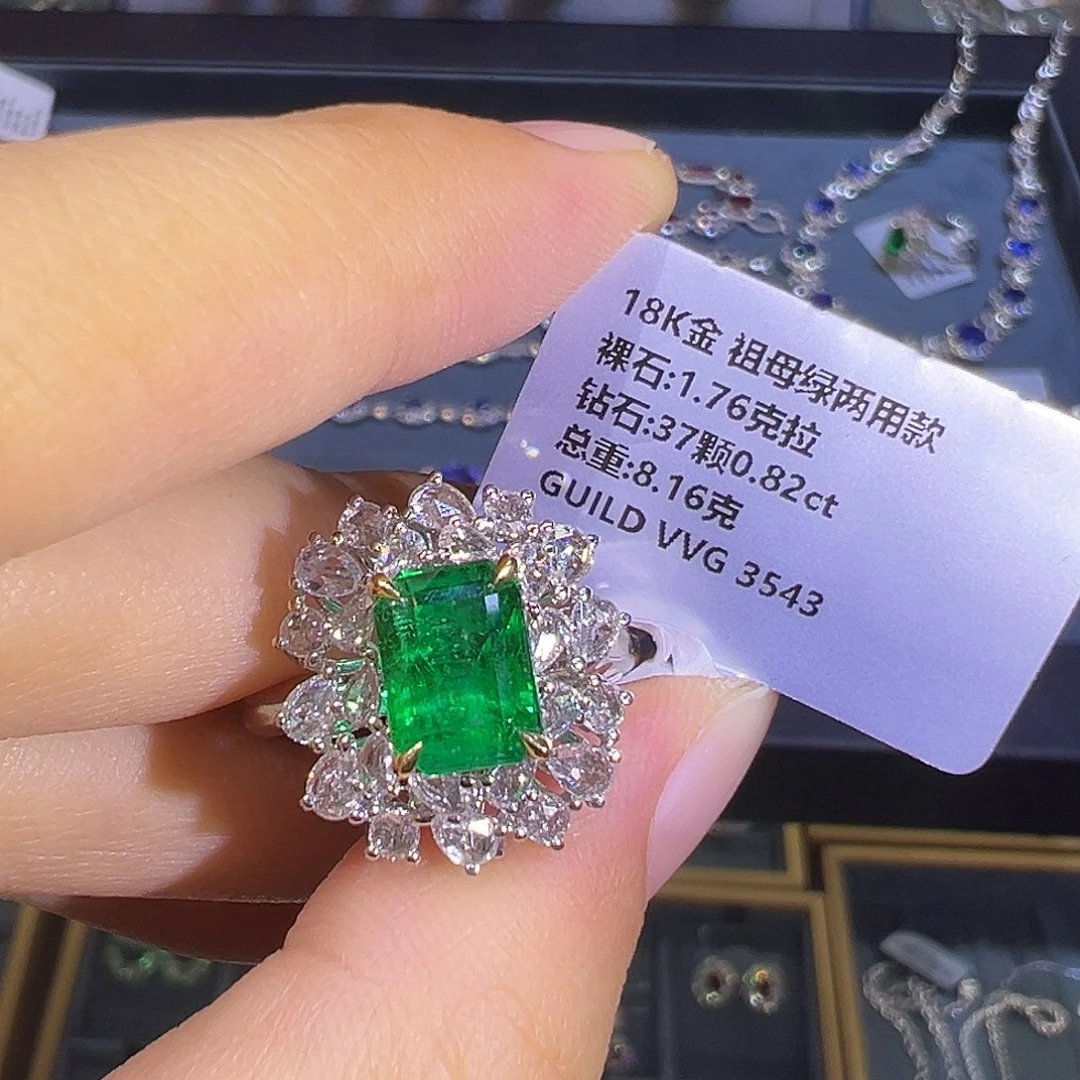 18K金 祖母绿两用款
裸石:1.76克拉
钻石:37颗0.82ct
总重:8.16克
GUILD VVG 3543